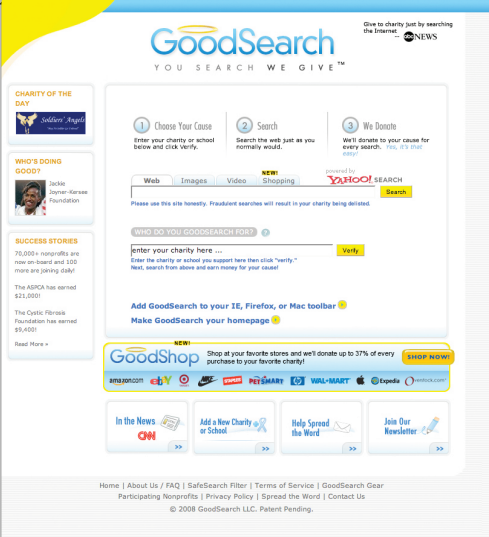 GoodSearch
YOU SEARCH WE GIVE™
Give to charity just by searching
the Internet
-- abc NEWS
CHARITY OF THE
DAY
Soldiers' Angels
WHO'S DOING
GOOD?
Jackie
Joyner-Kersee
Foundation
SUCCESS STORIES
70,000+ nonprofits are
now on-board and 100
more are joining daily!
The ASPCA has earned
$21,000!
The Cystic Fibrosis
Foundation has earned
$9,400!
Read More »
1 Choose Your Cause
Enter your charity or school
below and click Verify.
2 Search
Search the web just as you
normally would.
3 We Donate
We'll donate to your cause for
every search. Yes, it's that
easy!
NEW!
Web Images Video Shopping
powered by
YAHOO! SEARCH
Search
Please use this site honestly. Fraudulent searches will result in your charity being delisted.
WHO DO YOU GOODSEARCH FOR? ?
enter your charity here ...
Verify
Enter the charity or school you support here then click "verify."
Next, search from above and earn money for your cause!
Add GoodSearch to your IE, Firefox, or Mac toolbar
Make GoodSearch your homepage
NEW!
GoodShop
Shop at your favorite stores and we'll donate up to 37% of every
purchase to your favorite charity!
SHOP NOW!
amazon.com ebY NIKE STAPLES PETSMART hp WAL-MART Expedia Overstock.com
In the News
CNN
>>
Add a New Charity
or School
>>
Help Spread
the Word
>>
Join Our
Newsletter
>>
Home | About Us / FAQ | SafeSearch Filter | Terms of Service | GoodSearch Gear
Participating Nonprofits | Privacy Policy | Spread the Word | Contact Us
© 2008 GoodSearch LLC. Patent Pending.